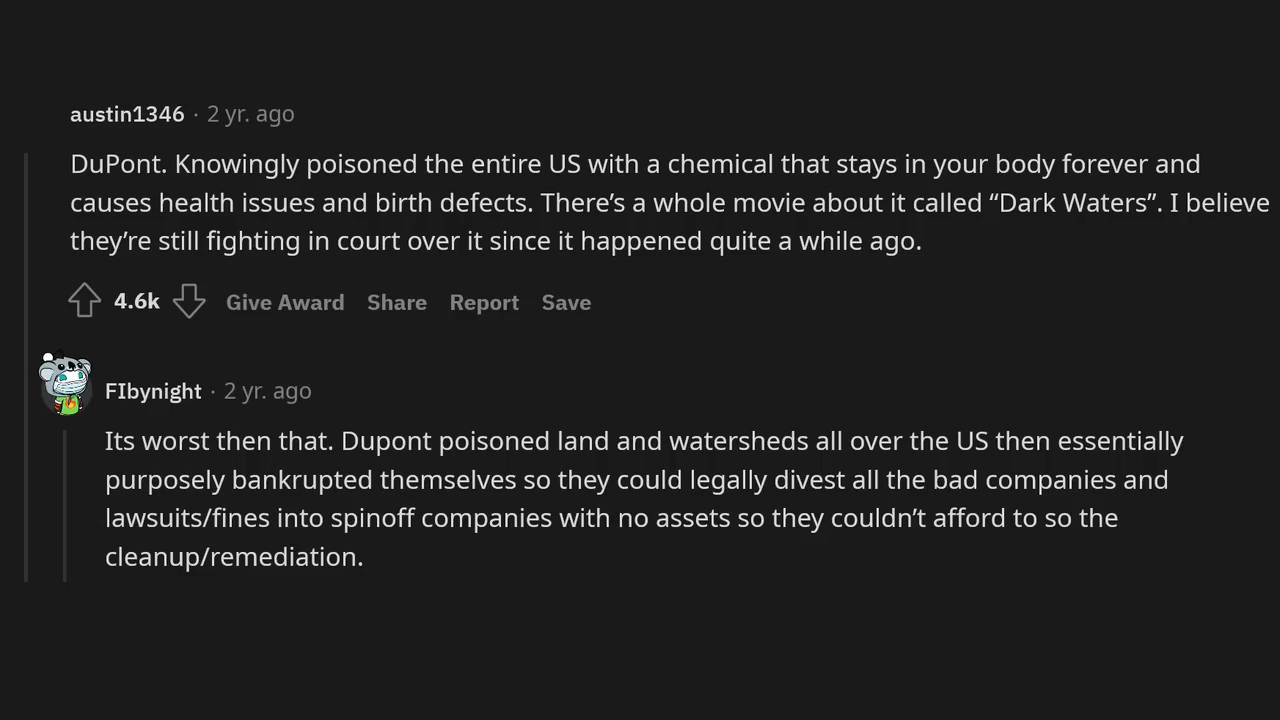 austin1346 · 2 yr. ago
DuPont. Knowingly poisoned the entire US with a chemical that stays in your body forever and
causes health issues and birth defects. There’s a whole movie about it called “Dark Waters”. I believe
they’re still fighting in court over it since it happened quite a while ago.
4.6k Give Award Share Report Save
FIbynight · 2 yr. ago
Its worst then that. Dupont poisoned land and watersheds all over the US then essentially
purposely bankrupted themselves so they could legally divest all the bad companies and
lawsuits/fines into spinoff companies with no assets so they couldn’t afford to so the
cleanup/remediation.